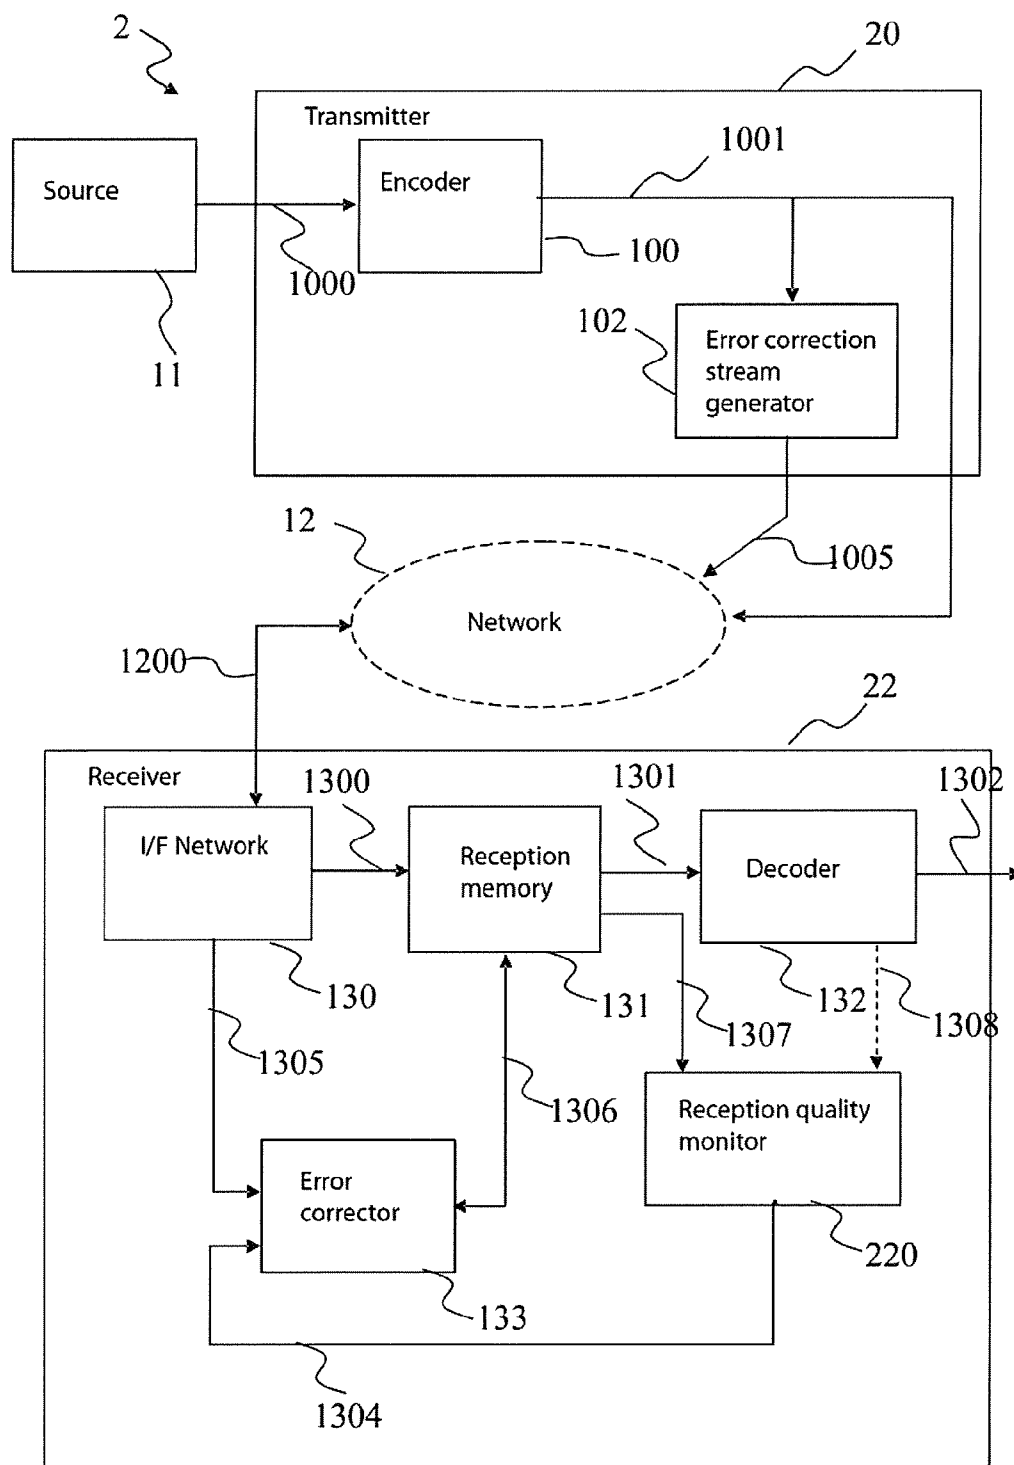 2
20
Transmitter
1001
Source
Encoder
1000
100
11
102
Error correction
stream
generator
12
1005
Network
1200
22
Receiver
1300
1301
1302
I/F Network
Reception
memory
Decoder
130
131
132
1307
1308
1305
1306
Reception quality
monitor
Error
corrector
220
133
1304